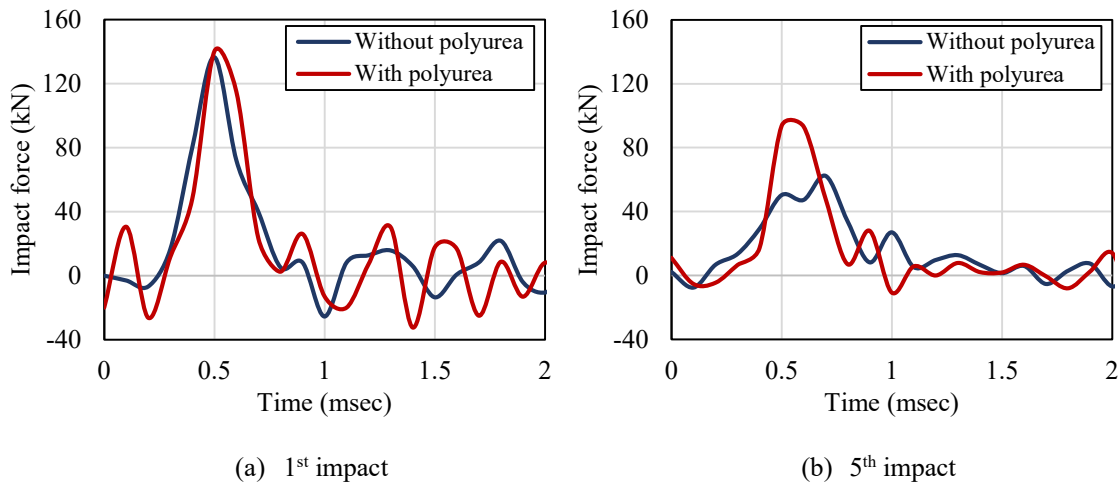 160
120
80
40
0
-40
Impact force (kN)
Without polyurea
With polyurea
0
0.5
1
1.5
2
Time (msec)
(a) 1st impact
160
120
80
40
0
-40
Impact force (kN)
Without polyurea
With polyurea
0
0.5
1
1.5
2
Time (msec)
(b) 5th impact